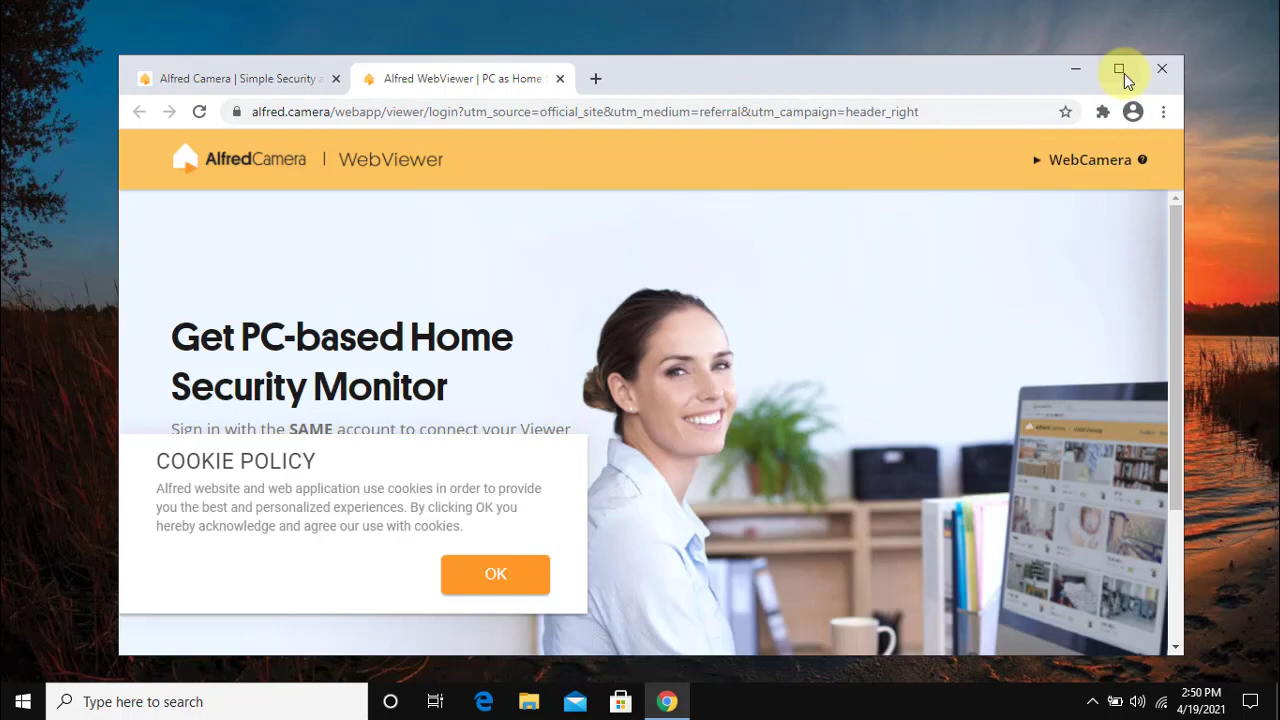 Alfred Camera | Simple Security a
Alfred WebViewer | PC as Home
alfred.camera/webapp/viewer/login?utm_source=official_site&utm_medium=referral&utm_campaign=header_right
AlfredCamera | WebViewer
WebCamera
Get PC-based Home
Security Monitor
Sign in with the SAME account to connect your Viewer
COOKIE POLICY
Alfred website and web application use cookies in order to provide
you the best and personalized experiences. By clicking OK you
hereby acknowledge and agree our use with cookies.
OK
Type here to search
2:50 PM
4/19/2021